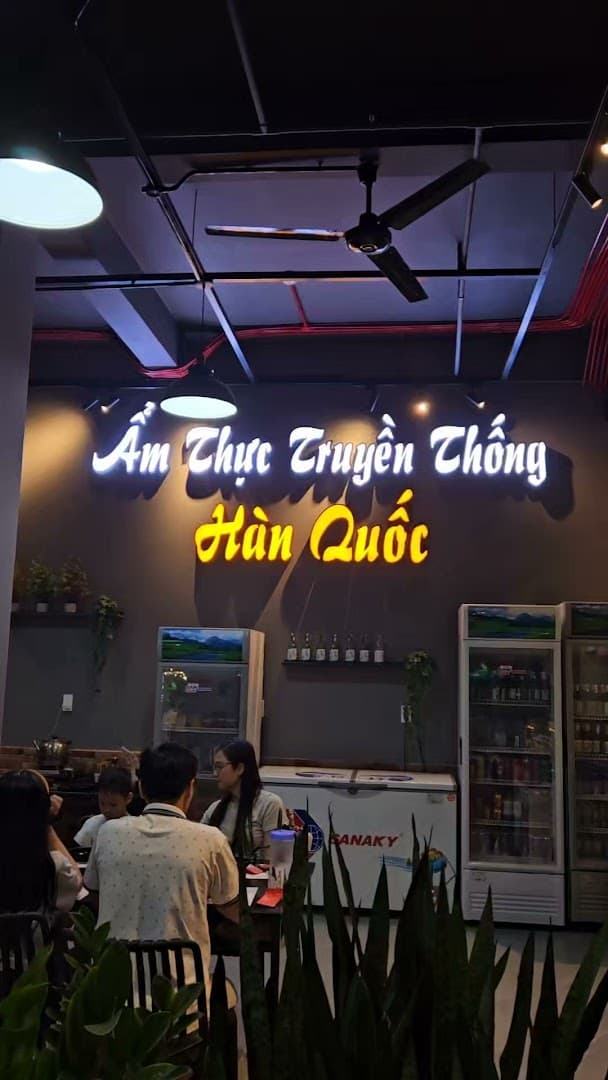 Ẩm Thực Truyền Thống
Hàn Quốc
SANAKY